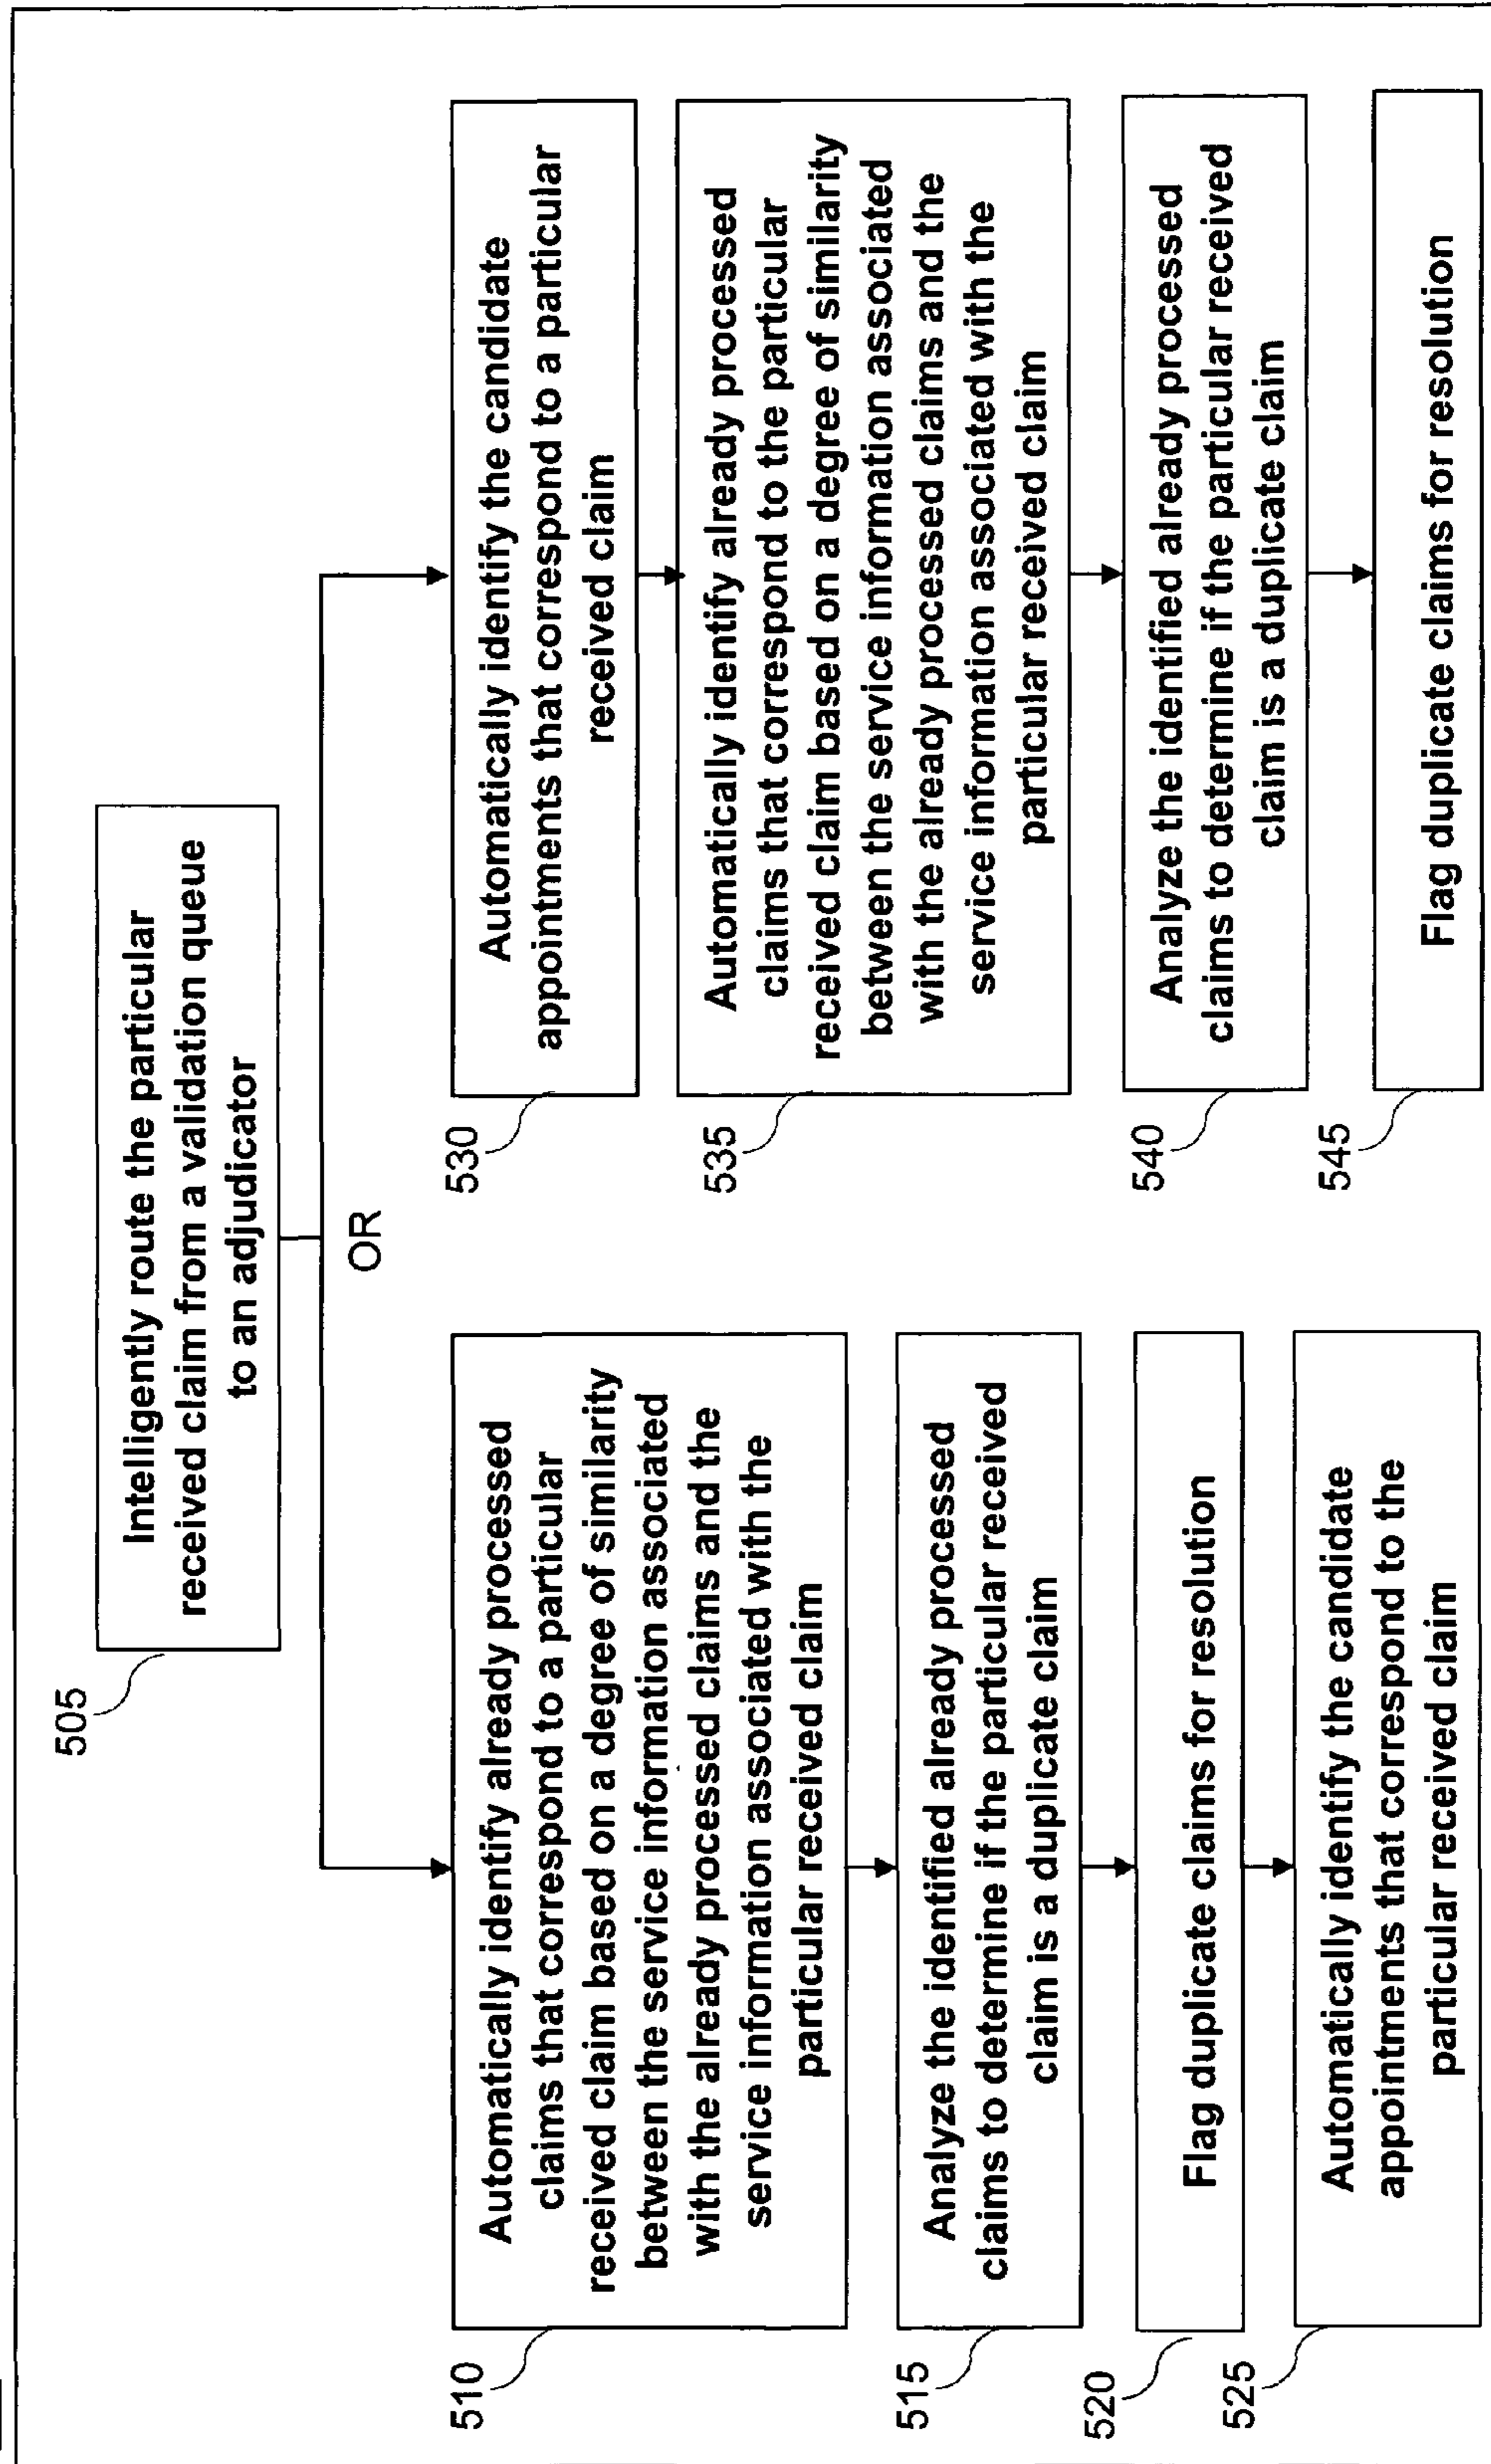 505
Intelligently route the particular
received claim from a validation queue
to an adjudicator
OR
510
Automatically identify already processed
claims that correspond to a particular
received claim based on a degree of similarity
between the service information associated
with the already processed claims and the
service information associated with the
particular received claim
515
Analyze the identified already processed
claims to determine if the particular received
claim is a duplicate claim
520
Flag duplicate claims for resolution
525
Automatically identify the candidate
appointments that correspond to the
particular received claim
530
Automatically identify the candidate
appointments that correspond to a particular
received claim
535
Automatically identify already processed
claims that correspond to the particular
received claim based on a degree of similarity
between the service information associated
with the already processed claims and the
service information associated with the
particular received claim
540
Analyze the identified already processed
claims to determine if the particular received
claim is a duplicate claim
545
Flag duplicate claims for resolution